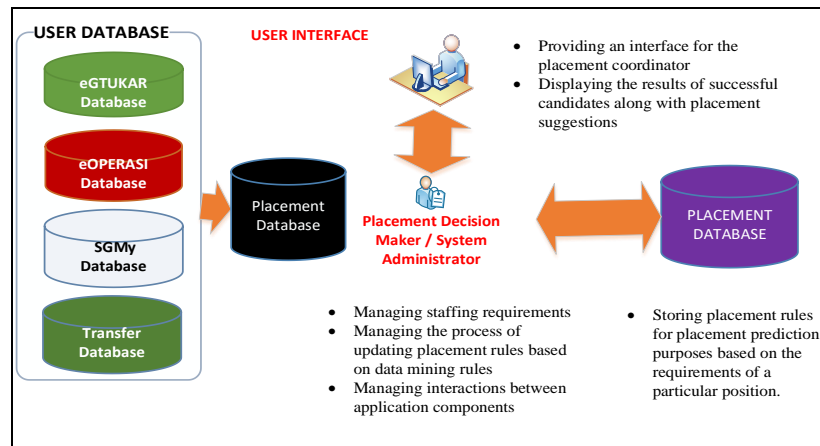 USER DATABASE
eGTUKAR
Database
eOPERASI
Database
SGMy
Database
Transfer
Database
Placement
Database
USER INTERFACE
Placement Decision
Maker / System
Administrator
• Providing an interface for the
placement coordinator
• Displaying the results of successful
candidates along with placement
suggestions
PLACEMENT
DATABASE
• Managing staffing requirements
• Managing the process of
updating placement rules based
on data mining rules
• Managing interactions between
application components
• Storing placement rules
for placement prediction
purposes based on the
requirements of a
particular position.